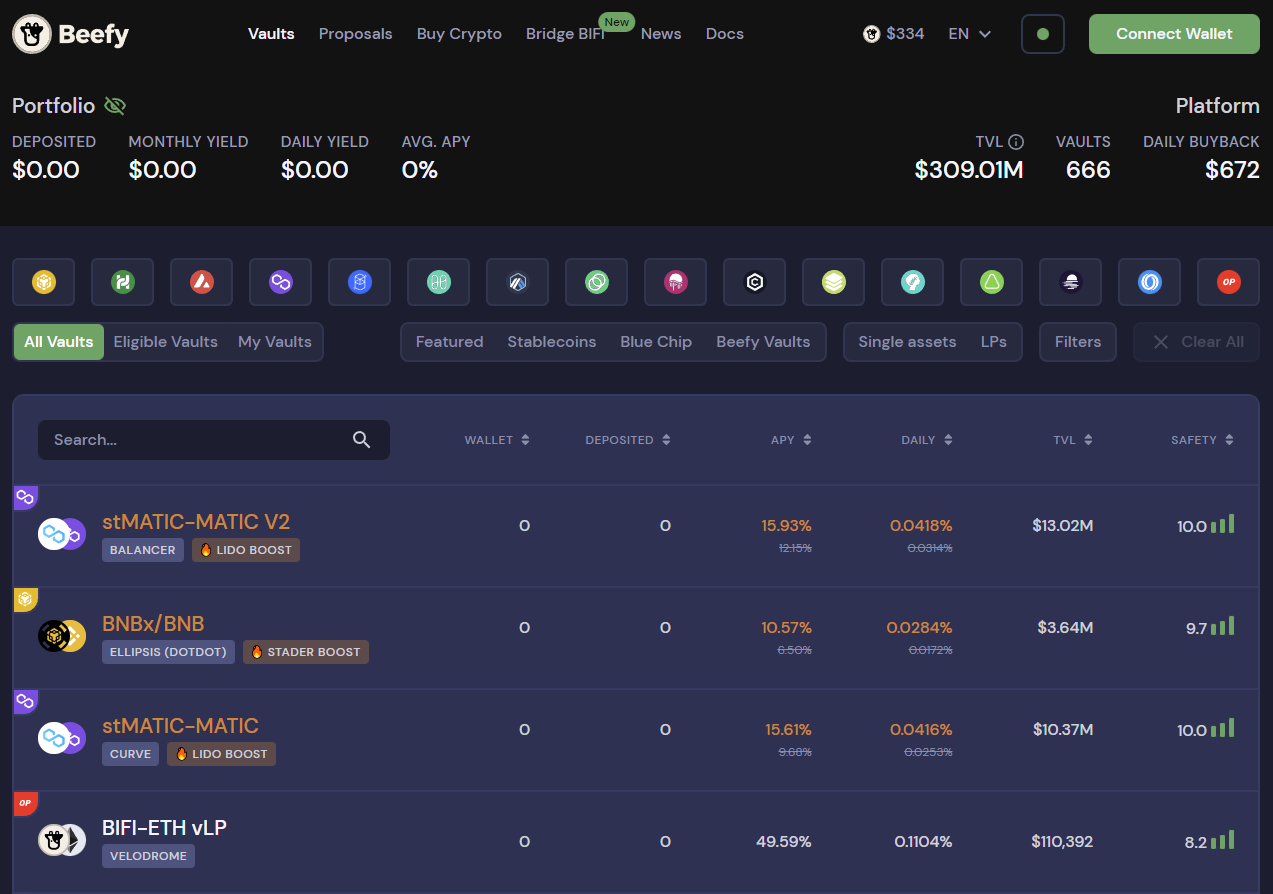 Beefy
Vaults Proposals Buy Crypto Bridge BIFI New News Docs
$334 EN Connect Wallet
Portfolio Platform
DEPOSITED MONTHLY YIELD DAILY YIELD AVG. APY TVL VAULTS DAILY BUYBACK
$0.00 $0.00 $0.00 0% $309.01M 666 $672
OP
All Vaults Eligible Vaults My Vaults Featured Stablecoins Blue Chip Beefy Vaults Single assets LPs Filters Clear All
Search... WALLET DEPOSITED APY DAILY TVL SAFETY
stMATIC-MATIC V2 0 0 15.93% 0.0418% $13.02M 10.0
BALANCER LIDO BOOST 12.15% 0.0314%
BNBx/BNB 0 0 10.57% 0.0284% $3.64M 9.7
ELLIPSIS (DOTDOT) STADER BOOST 6.50% 0.0172%
stMATIC-MATIC 0 0 15.61% 0.0416% $10.37M 10.0
CURVE LIDO BOOST 9.68% 0.0253%
OP
BIFI-ETH vLP 0 0 49.59% 0.1104% $110,392 8.2
VELODROME